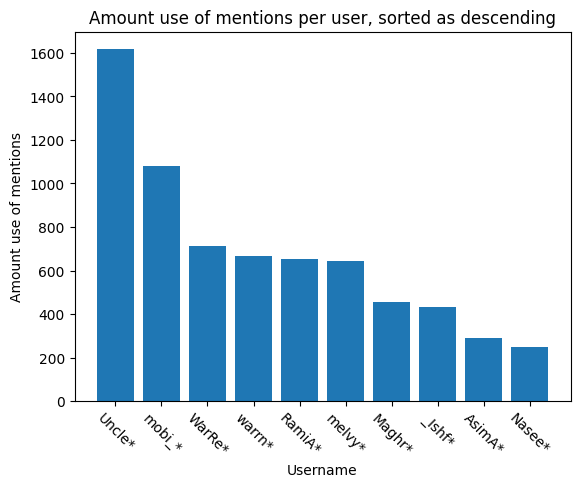 Amount use of mentions per user, sorted as descending
Amount use of mentions
1600
1400
1200
1000
800
600
400
200
0
Uncle*
mobi_*
WarRe*
warrn*
RamiA*
melvy*
Maghr*
_Ishf*
AsimA*
Nasee*
Username